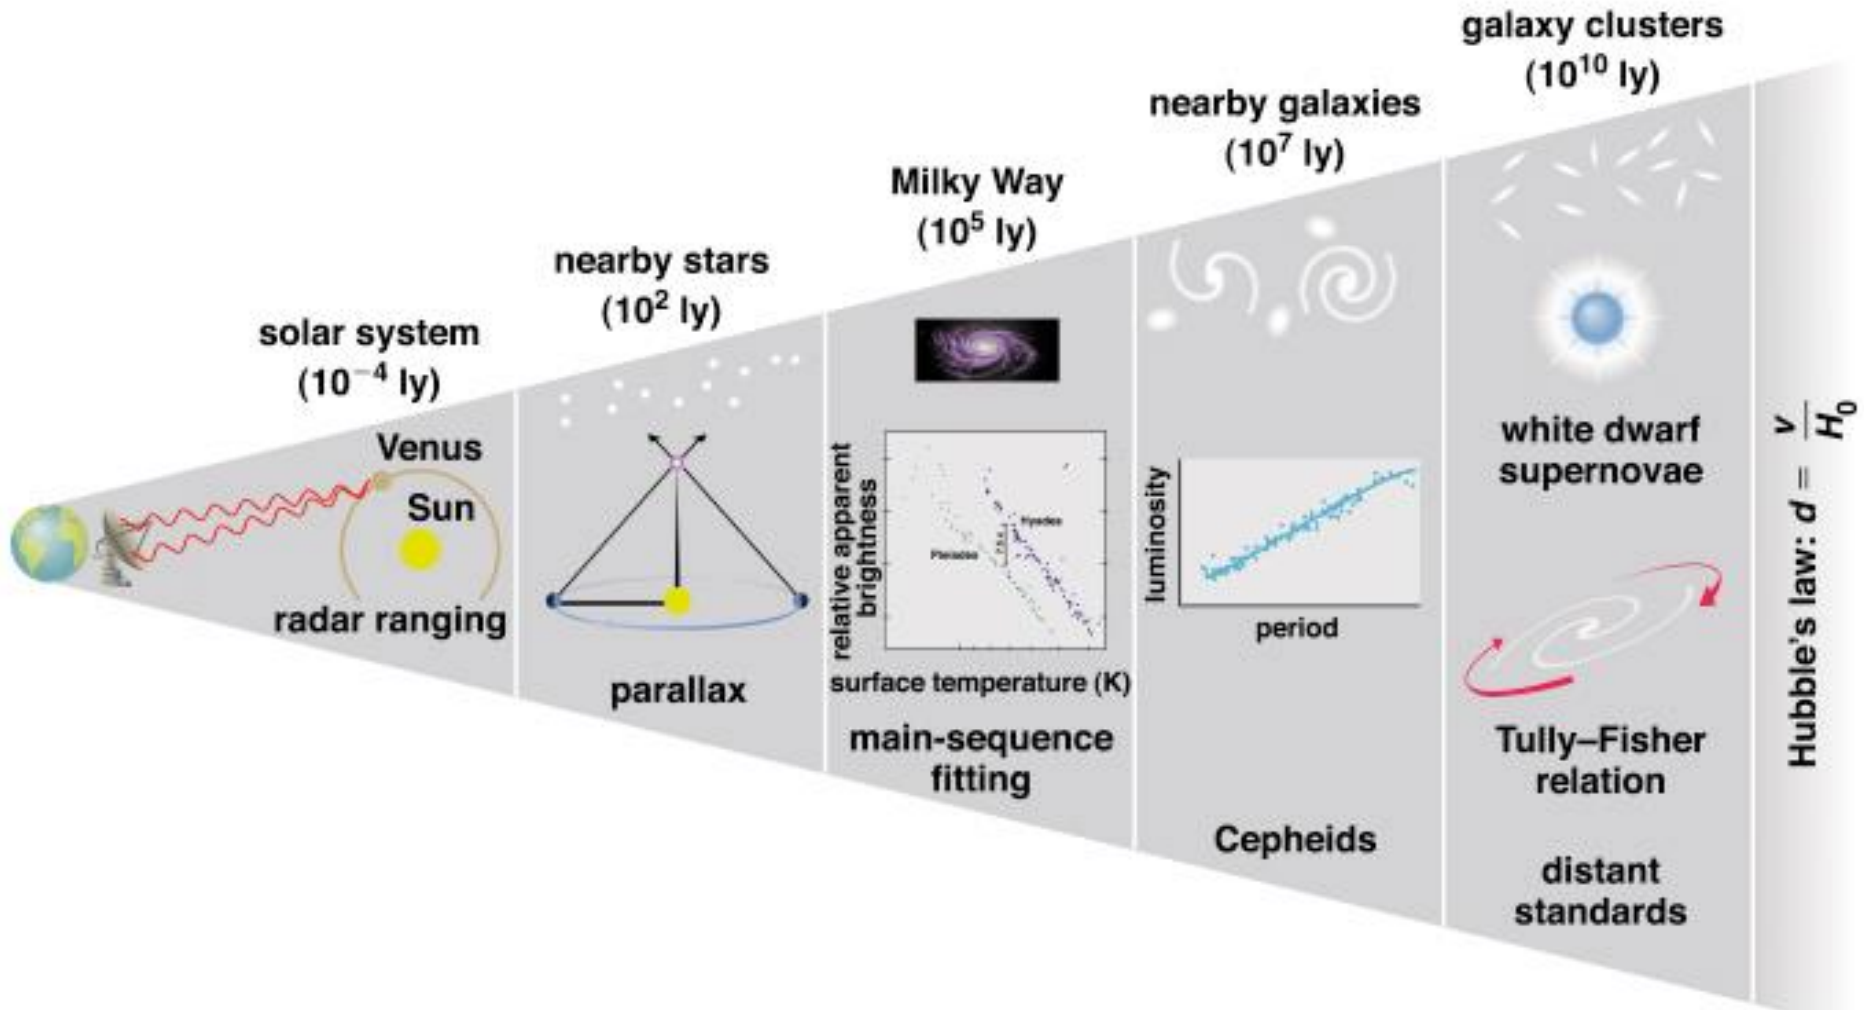 solar system
(10⁻⁴ ly)
Venus
Sun
radar ranging
nearby stars
(10² ly)
parallax
Milky Way
(10⁵ ly)
relative apparent
brightness
Hyades
Pleiades
surface temperature (K)
main-sequence
fitting
nearby galaxies
(10⁷ ly)
luminosity
period
Cepheids
galaxy clusters
(10¹⁰ ly)
white dwarf
supernovae
Tully–Fisher
relation
distant
standards
Hubble's law: d = v/H₀